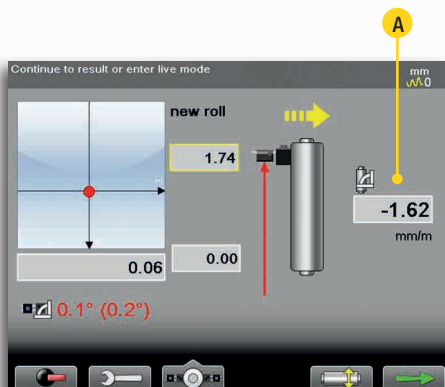 A
Continue to result or enter live mode
mm
0
new roll
1.74
H
-1.62
mm/m
0.00
0.06
0.1° (0.2°)